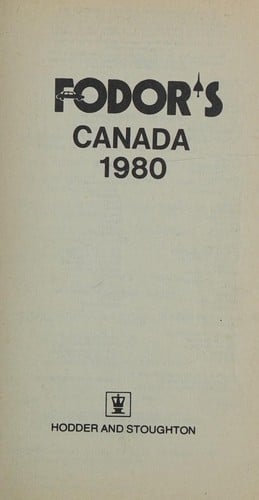 FODOR'S
CANADA
1980
HODDER AND STOUGHTON